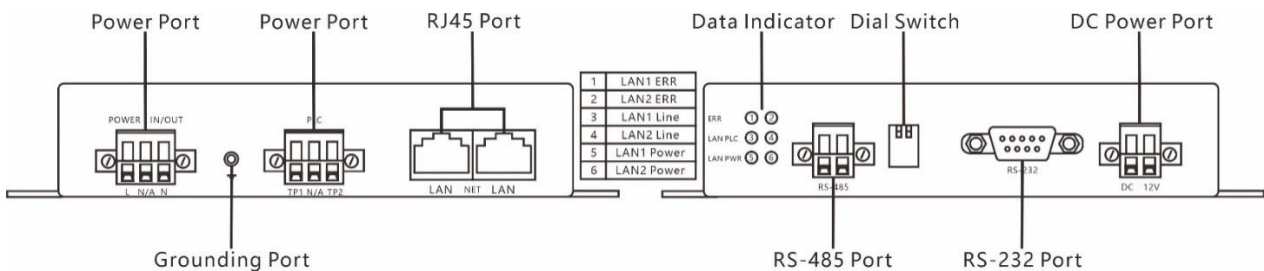 Power Port
Power Port
RJ45 Port
Data Indicator
Dial Switch
DC Power Port
POWER IN/OUT
L N/A N
PLC
TP1 N/A TP2
LAN NET LAN
1 LAN1 ERR
2 LAN2 ERR
3 LAN1 Line
4 LAN2 Line
5 LAN1 Power
6 LAN2 Power
ERR 1 2
LAN PLC 3 4
LAN PWR 5 6
RS-485
RS-232
DC 12V
Grounding Port
RS-485 Port
RS-232 Port